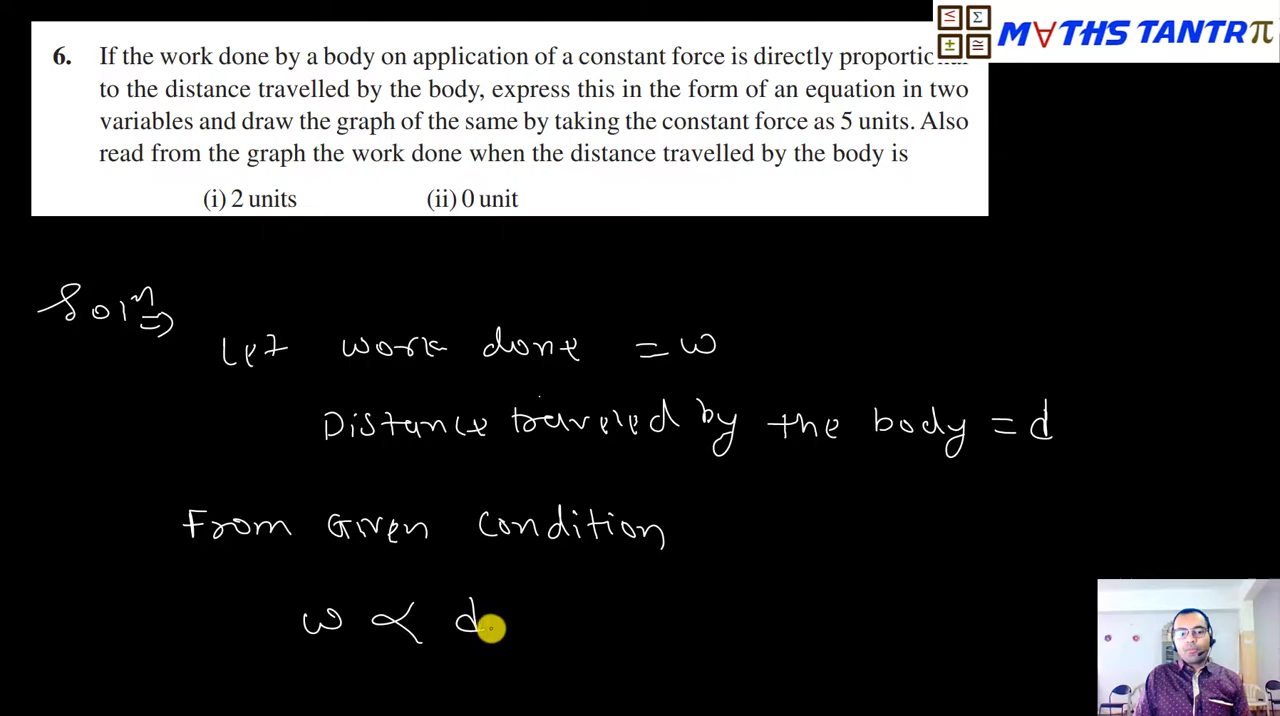 M∀THS TANTRπ
≤ Σ
± ≅
6. If the work done by a body on application of a constant force is directly
to the distance travelled by the body, express this in the form of an equation in two
variables and draw the graph of the same by taking the constant force as 5 units. Also
read from the graph the work done when the distance travelled by the body is
(i) 2 units (ii) 0 unit
Solⁿ ⇒
Let work done = w
Distance traveled by the body = d
From Given condition
w ∝ d